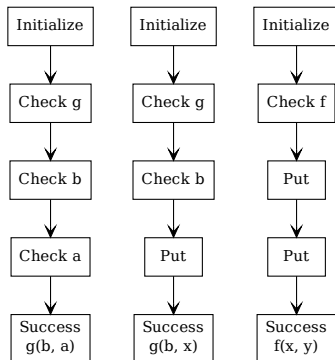 Initialize
Check g
Check b
Check a
Success
g(b, a)
Initialize
Check g
Check b
Put
Success
g(b, x)
Initialize
Check f
Put
Put
Success
f(x, y)